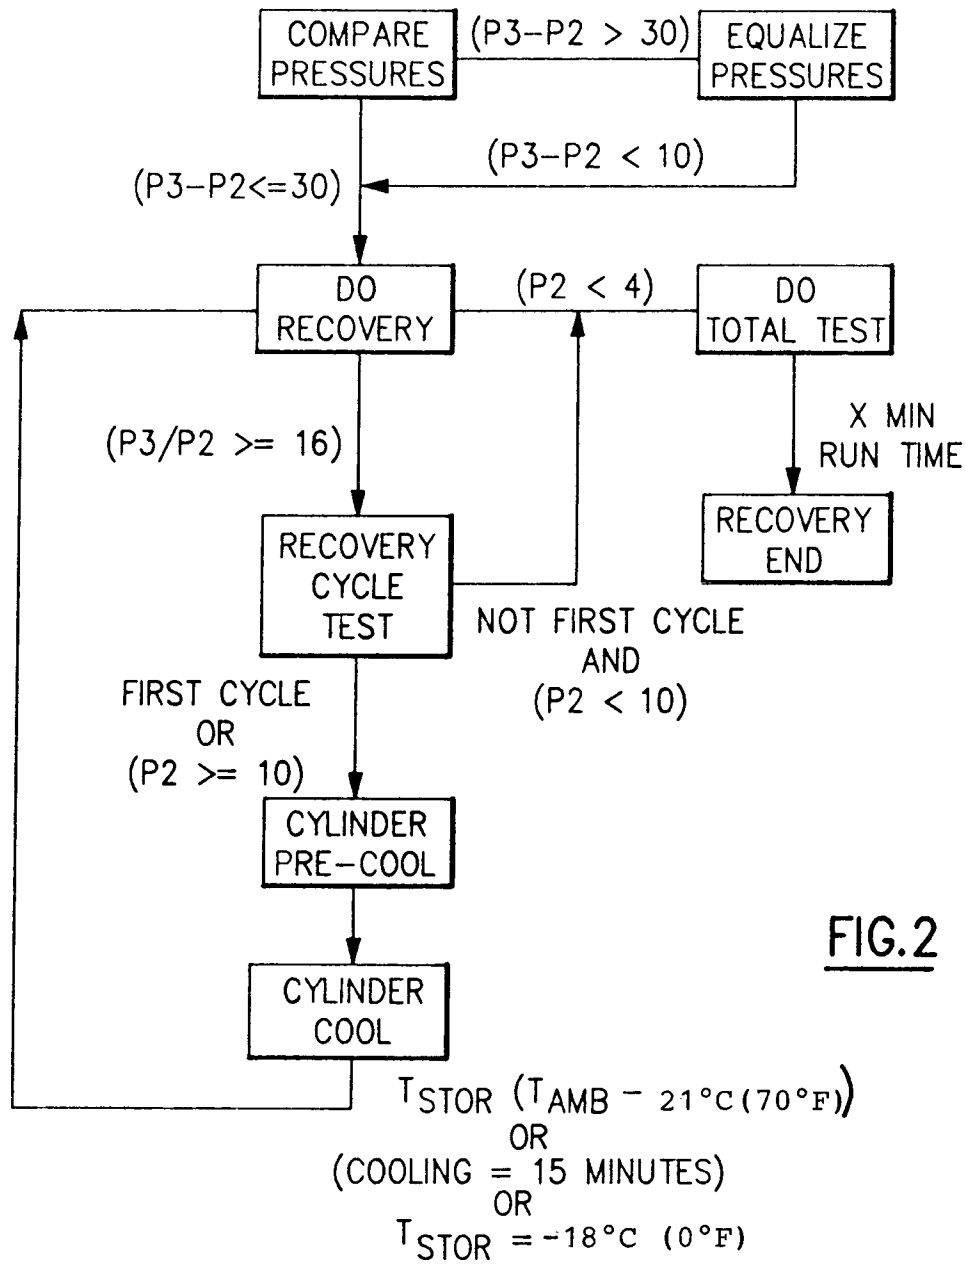 COMPARE
PRESSURES
(P3-P2 > 30)
EQUALIZE
PRESSURES
(P3-P2 < 10)
(P3-P2<=30)
DO
RECOVERY
(P2 < 4)
DO
TOTAL TEST
(P3/P2 >= 16)
X MIN
RUN TIME
RECOVERY
CYCLE
TEST
RECOVERY
END
NOT FIRST CYCLE
AND
(P2 < 10)
FIRST CYCLE
OR
(P2 >= 10)
CYLINDER
PRE-COOL
FIG.2
CYLINDER
COOL
TSTOR (TAMB - 21°C(70°F))
OR
(COOLING = 15 MINUTES)
OR
TSTOR = -18°C (0°F)